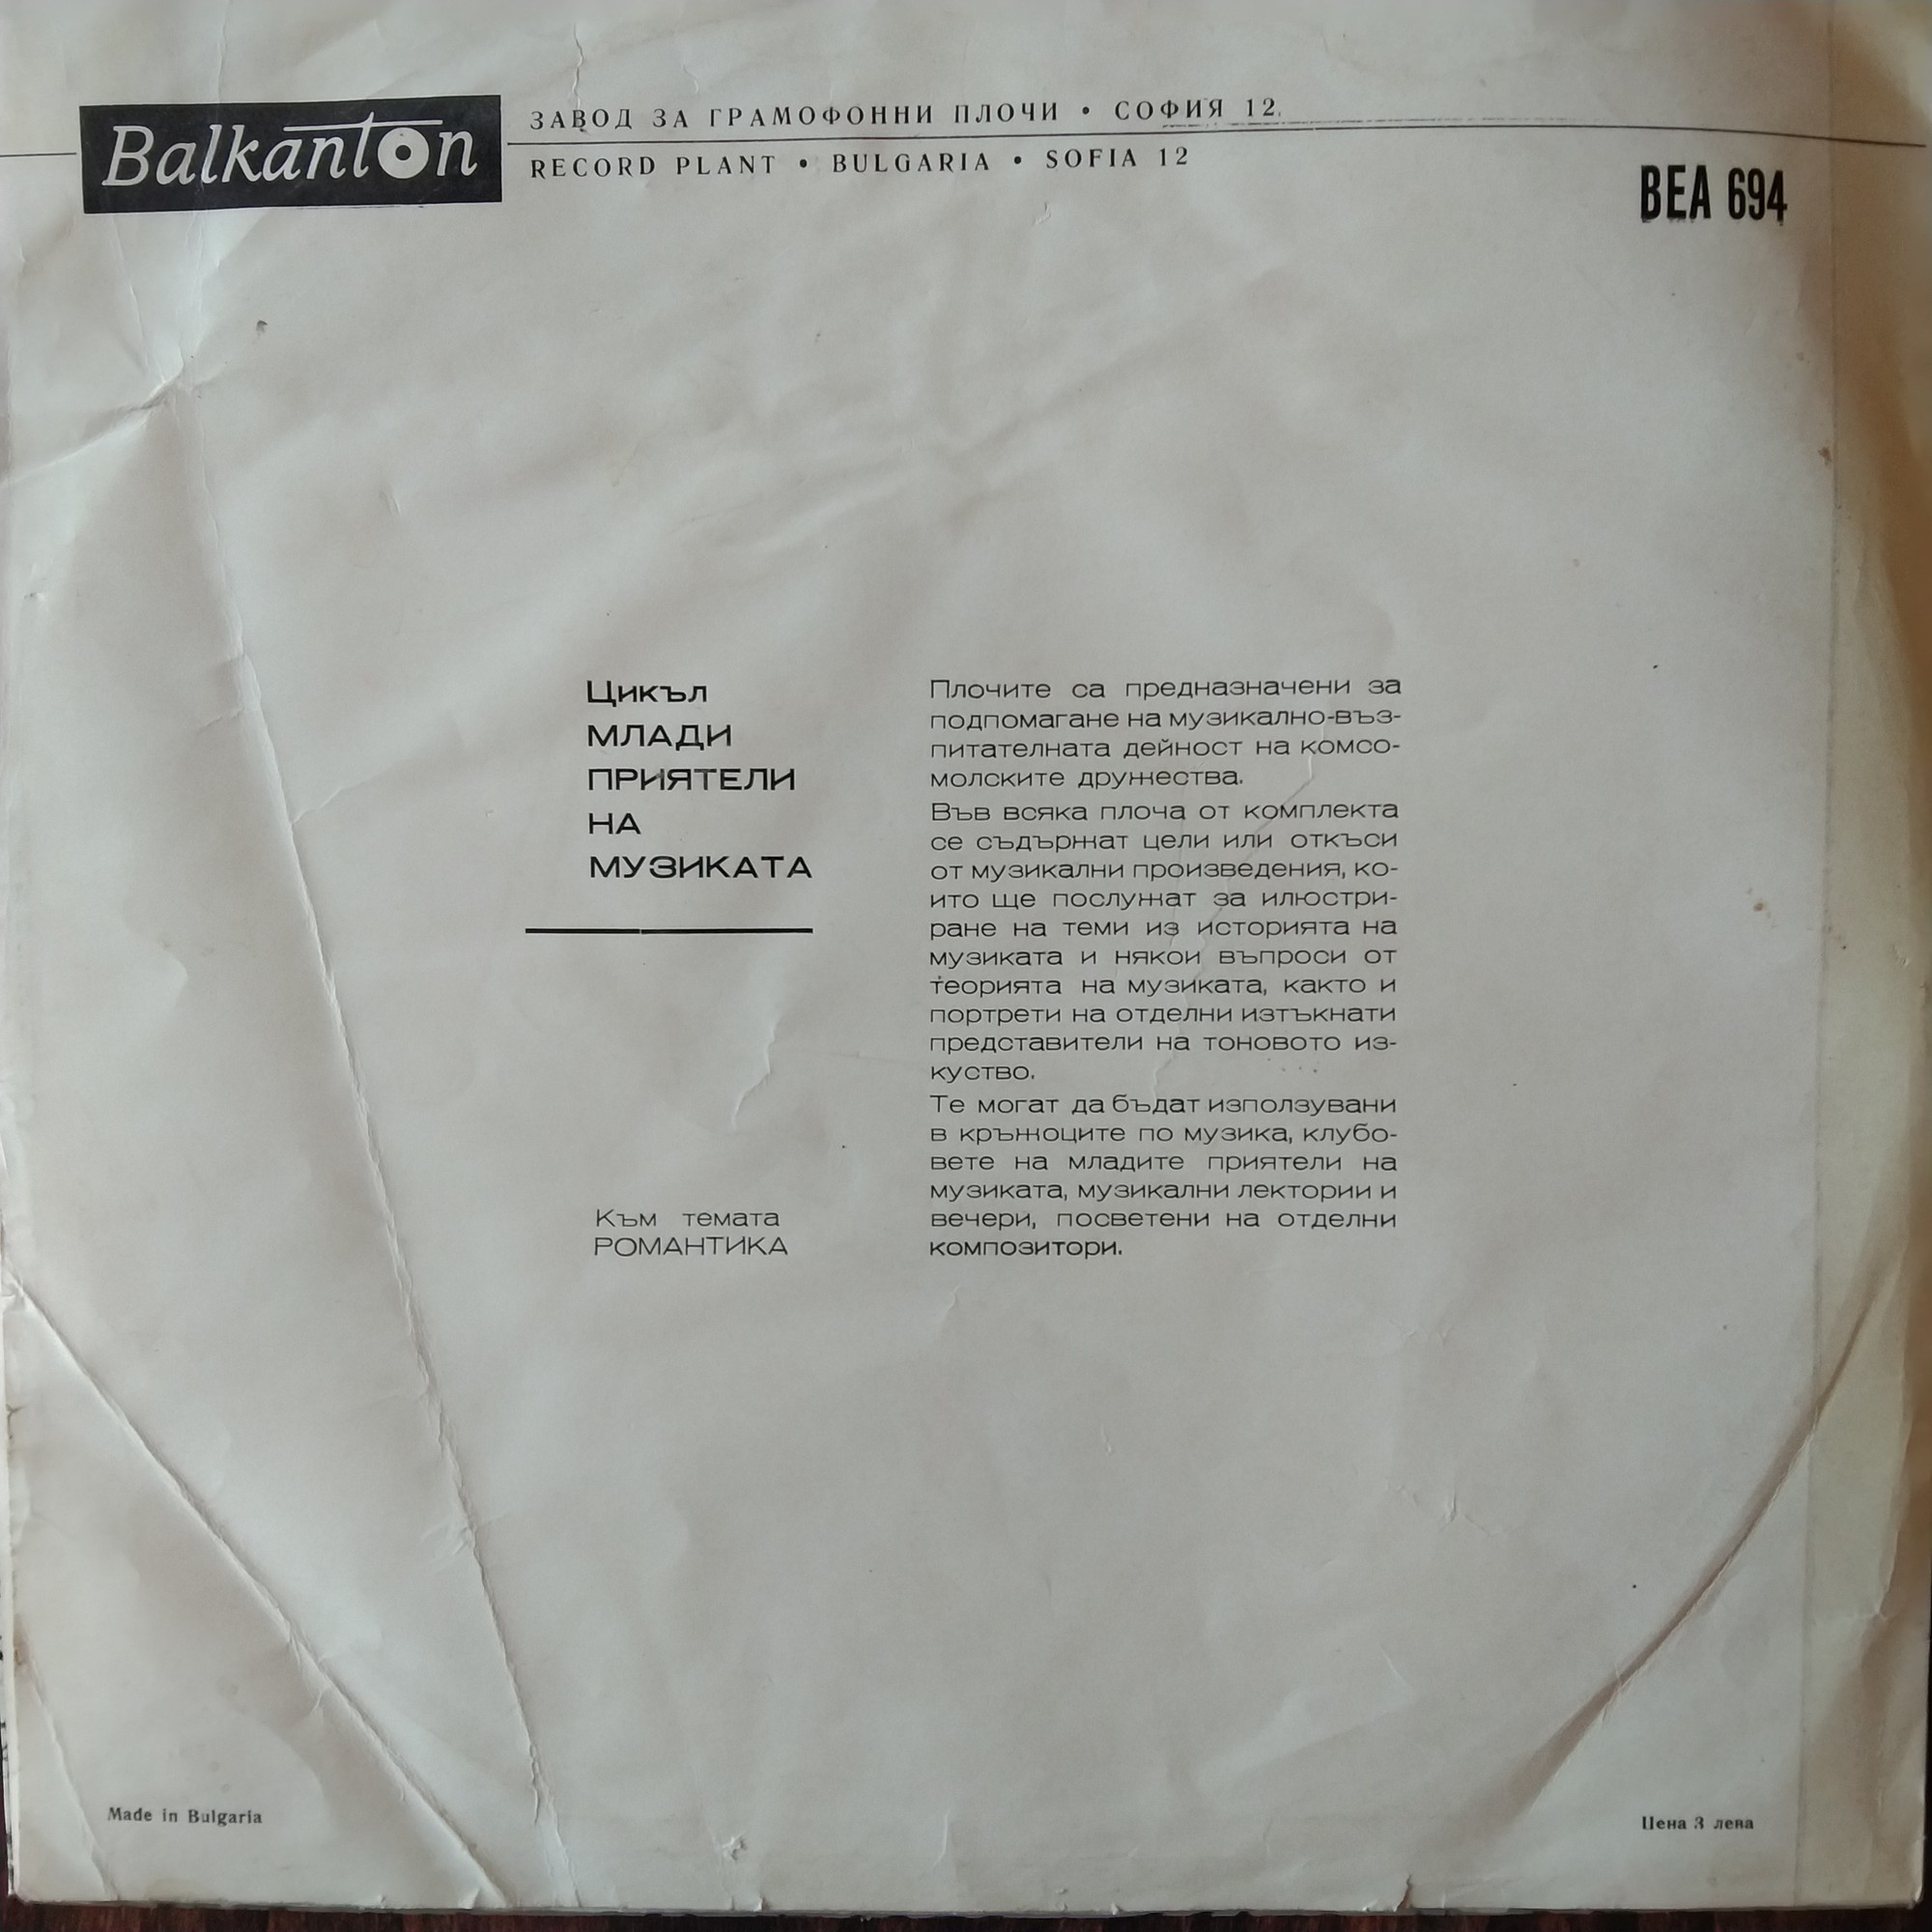 Balkanton
ЗАВОД ЗА ГРАМОФОННИ ПЛОЧИ • СОФИЯ 12
RECORD PLANT • BULGARIA • SOFIA 12
ВЕА 694
Цикъл
МЛАДИ
ПРИЯТЕЛИ
НА
МУЗИКАТА
Към темата
РОМАНТИКА
Плочите са предназначени за
подпомагане на музикално-въз-
питателната дейност на комсо-
молските дружества.
Във всяка плоча от комплекта
се съдържат цели или откъси
от музикални произведения, ко-
ито ще послужат за илюстри-
ране на теми из историята на
музиката и някои въпроси от
теорията на музиката, както и
портрети на отделни изтъкнати
представители на тоновото из-
куство.
Те могат да бъдат използувани
в кръжоците по музика, клубо-
вете на младите приятели на
музиката, музикални лектории и
вечери, посветени на отделни
композитори.
Made in Bulgaria
Цена 3 лева